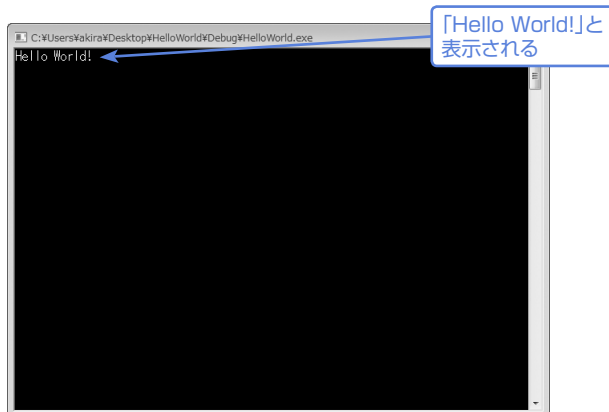 C:¥Users¥akira¥Desktop¥HelloWorld¥Debug¥HelloWorld.exe
「Hello World!」と
表示される
Hello World!